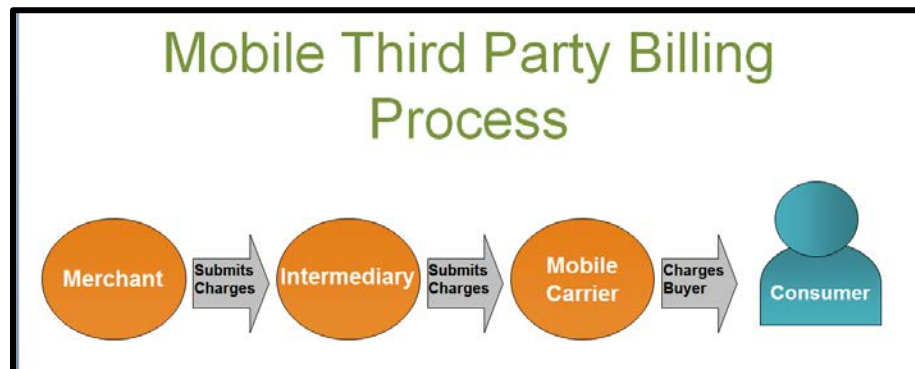 Mobile Third Party Billing
Process
Merchant
Submits
Charges
Intermediary
Submits
Charges
Mobile
Carrier
Charges
Buyer
Consumer